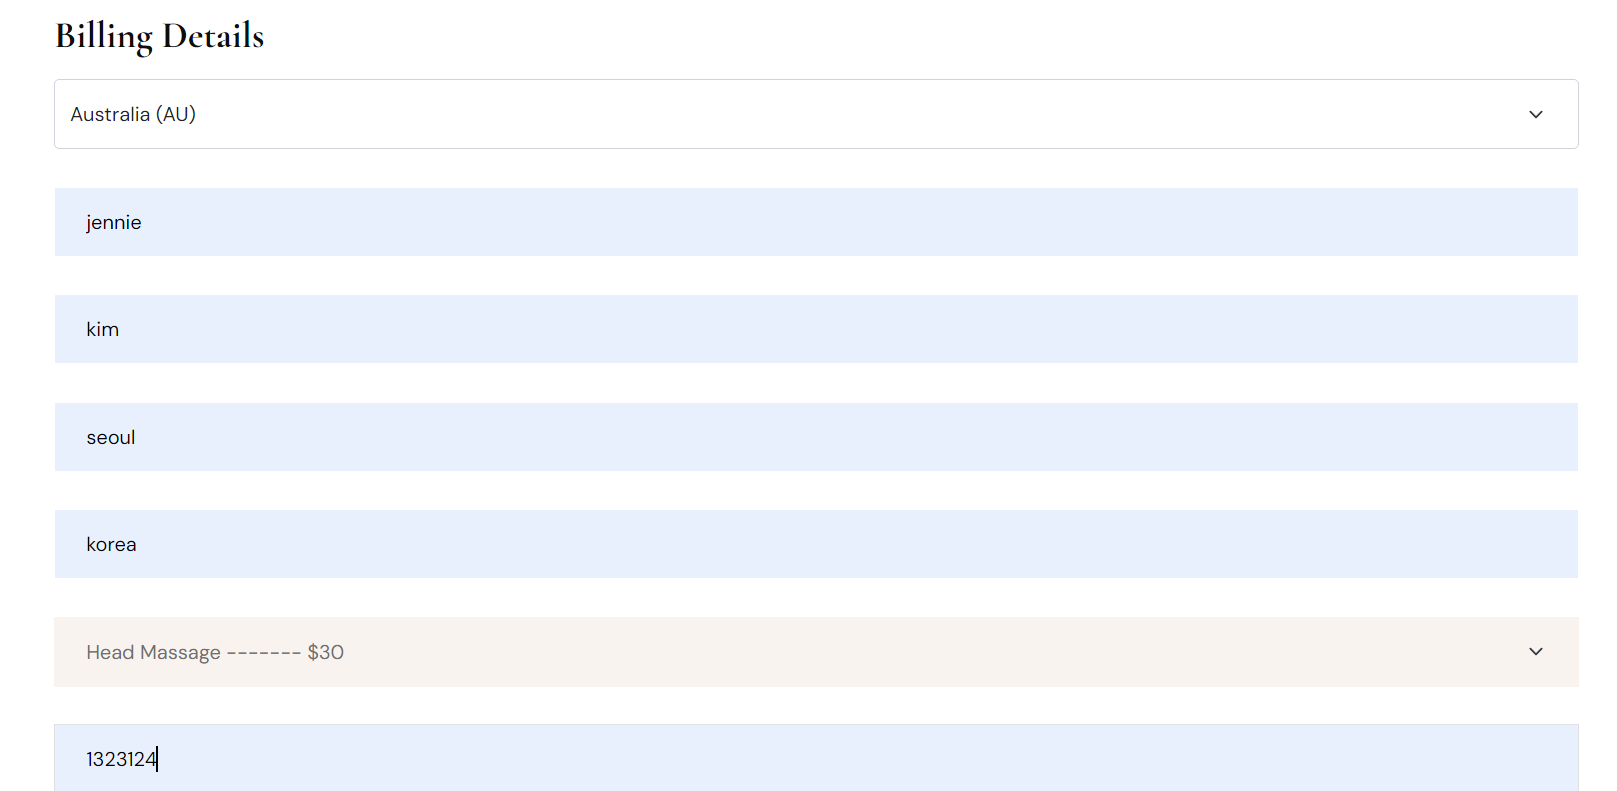 Billing Details
Australia (AU)
jennie
kim
seoul
korea
Head Massage ------- $30
1323124